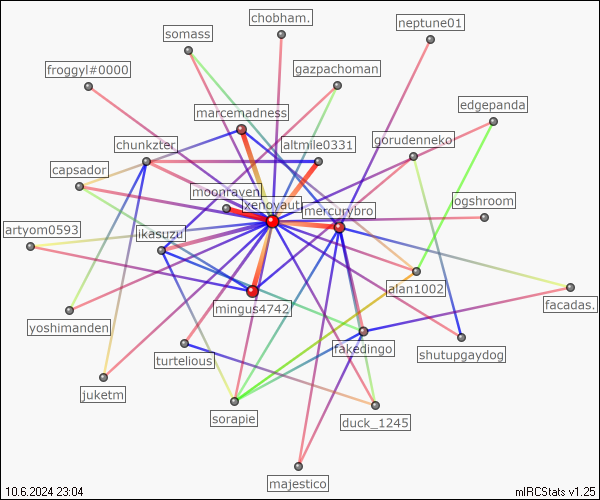 chobham.
neptune01
somass
froggyl#0000
gazpachoman
edgepanda
marcemadness
altmile0331
gorudenneko
chunkzter
capsador
moonraven
xenoyauti
mercurybro
ogshroom
artyom0593
ikasuzu
alan1002
facadas.
mingus4742
yoshimanden
turtelious
fakedingo
shutupgaydog
juketm
sorapie
duck_1245
majestico
10.6.2024 23:04
mIRCStats v1.25